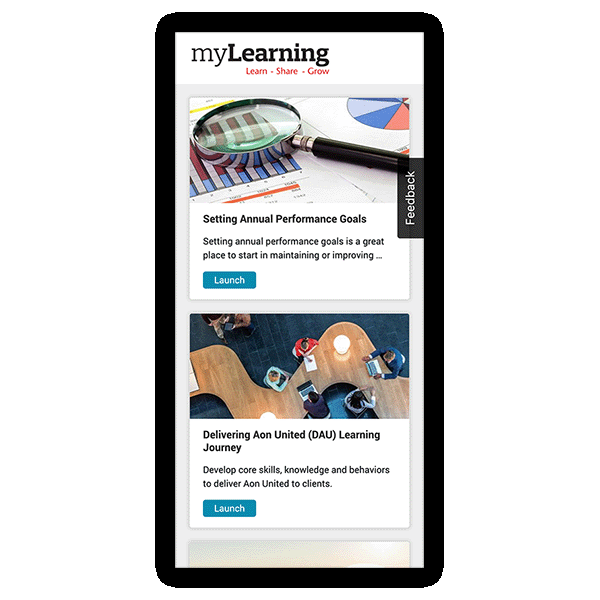 myLearning
Learn - Share - Grow
Feedback
Setting Annual Performance Goals
Setting annual performance goals is a great
place to start in maintaining or improving ...
Launch
Delivering Aon United (DAU) Learning
Journey
Develop core skills, knowledge and behaviors
to deliver Aon United to clients.
Launch